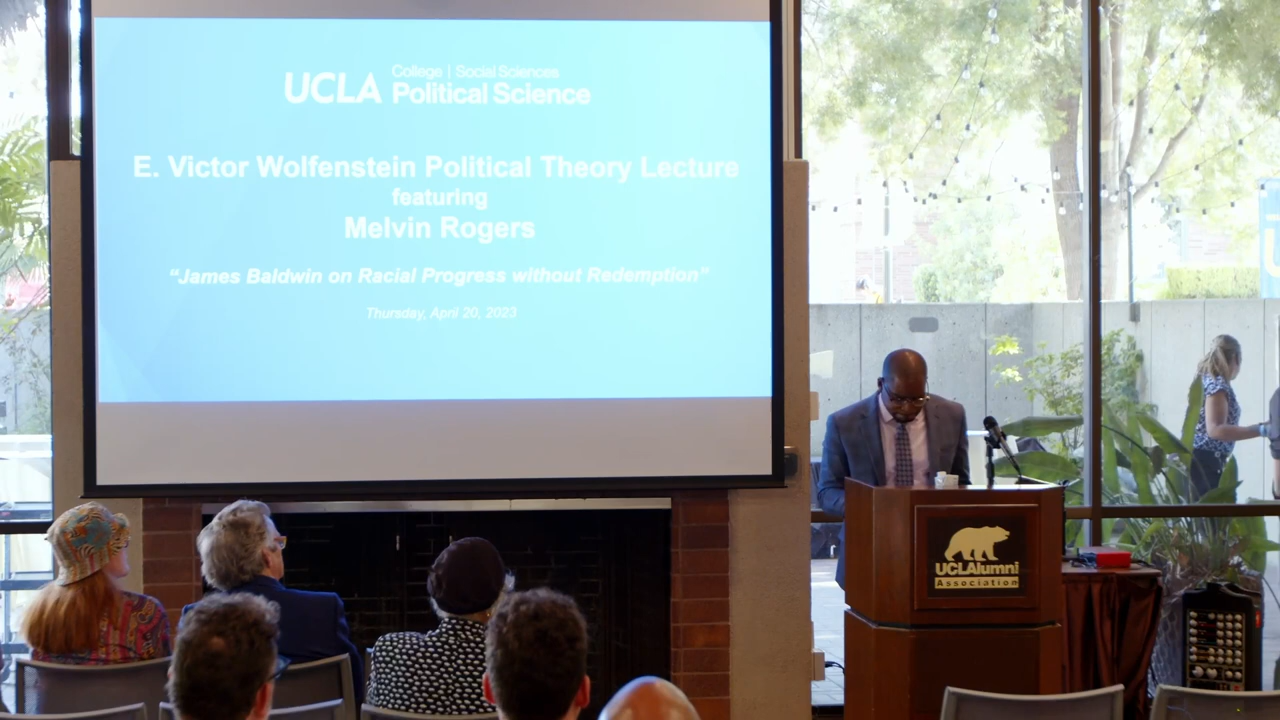 UCLA
College | Social Sciences
Political Science
E. Victor Wolfenstein Political Theory Lecture
featuring
Melvin Rogers
“James Baldwin on Racial Progress without Redemption”
Thursday, April 20, 2023
UCLAlumni
Association